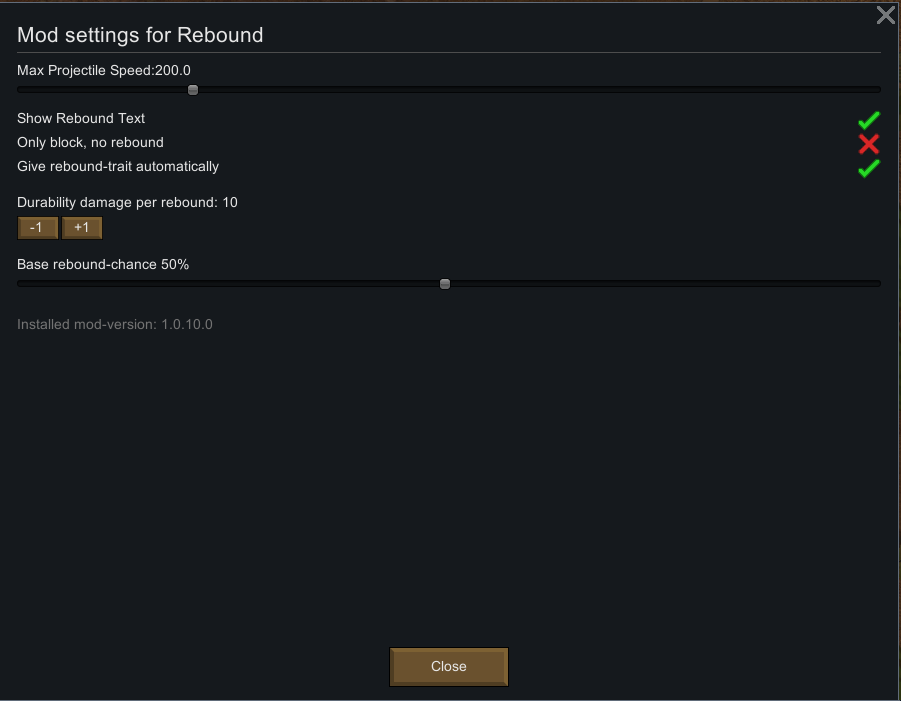 Mod settings for Rebound
Max Projectile Speed:200.0
Show Rebound Text
Only block, no rebound
Give rebound-trait automatically
Durability damage per rebound: 10
-1 +1
Base rebound-chance 50%
Installed mod-version: 1.0.10.0
Close